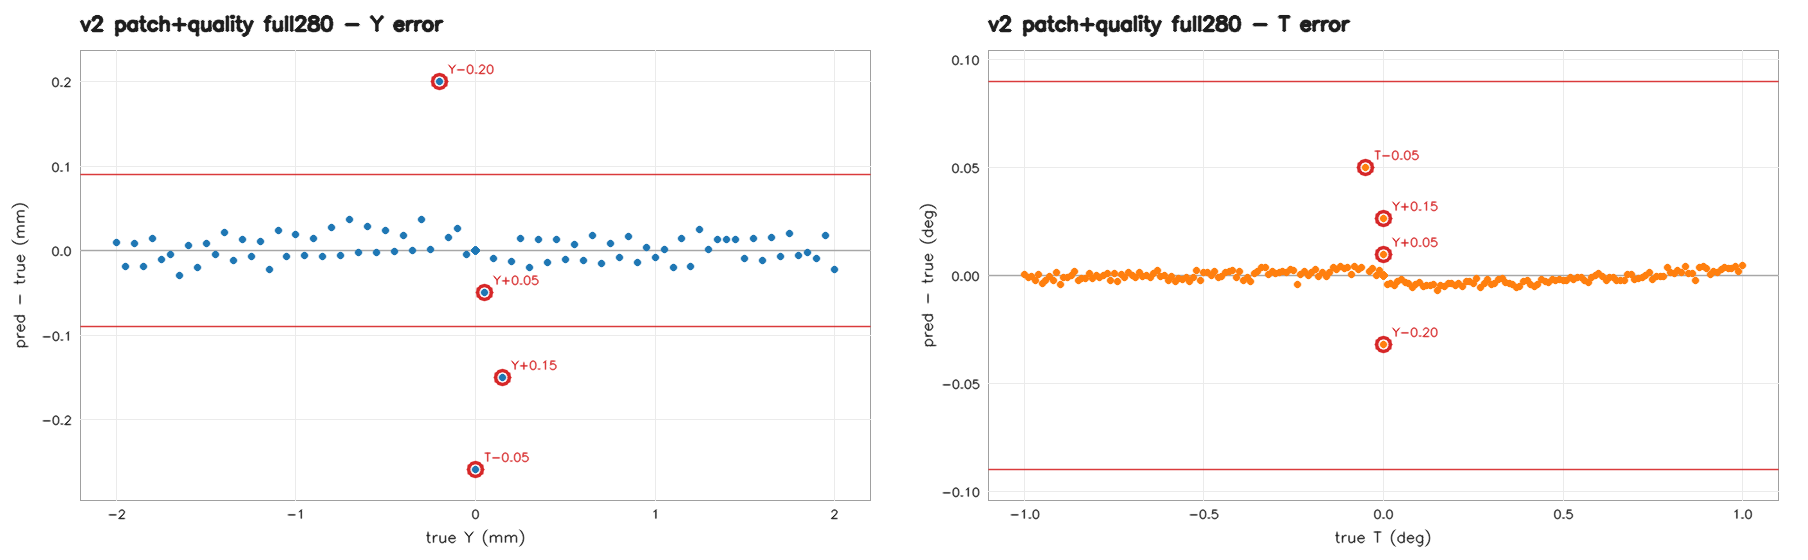 v2 patch+quality full280 − Y error
0.2
0.1
0.0
−0.1
−0.2
pred − true (mm)
Y−0.20
Y+0.05
Y+0.15
T−0.05
−2
−1
0
1
2
true Y (mm)
v2 patch+quality full280 − T error
0.10
0.05
0.00
−0.05
−0.10
pred − true (deg)
T−0.05
Y+0.15
Y+0.05
Y−0.20
−1.0
−0.5
0.0
0.5
1.0
true T (deg)